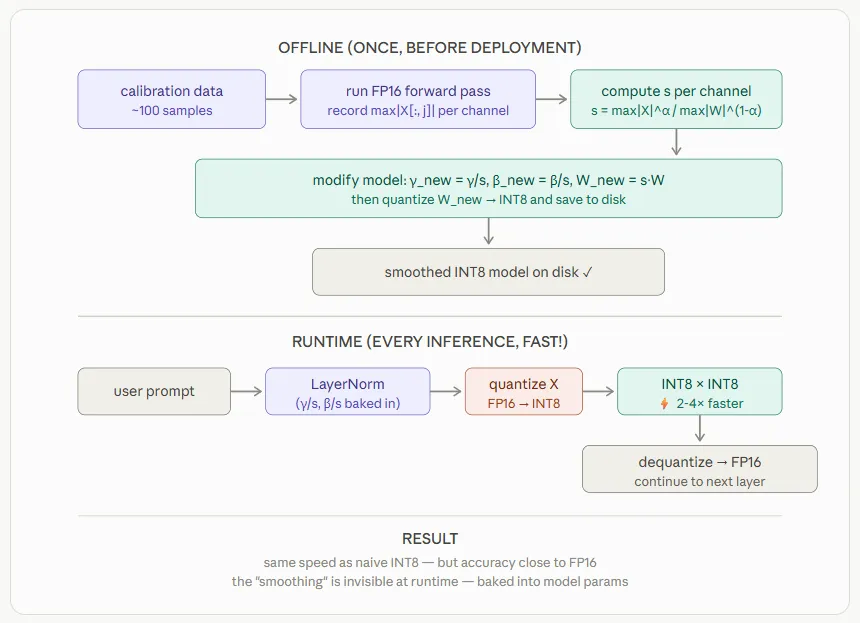 OFFLINE (ONCE, BEFORE DEPLOYMENT)
calibration data
~100 samples
run FP16 forward pass
record max|X[:, j]| per channel
compute s per channel
s = max|X|^α / max|W|^(1-α)
modify model: γ_new = γ/s, β_new = β/s, W_new = s·W
then quantize W_new → INT8 and save to disk
smoothed INT8 model on disk ✓
RUNTIME (EVERY INFERENCE, FAST!)
user prompt
LayerNorm
(γ/s, β/s baked in)
quantize X
FP16 → INT8
INT8 × INT8
⚡ 2-4× faster
dequantize → FP16
continue to next layer
RESULT
same speed as naive INT8 — but accuracy close to FP16
the "smoothing" is invisible at runtime — baked into model params